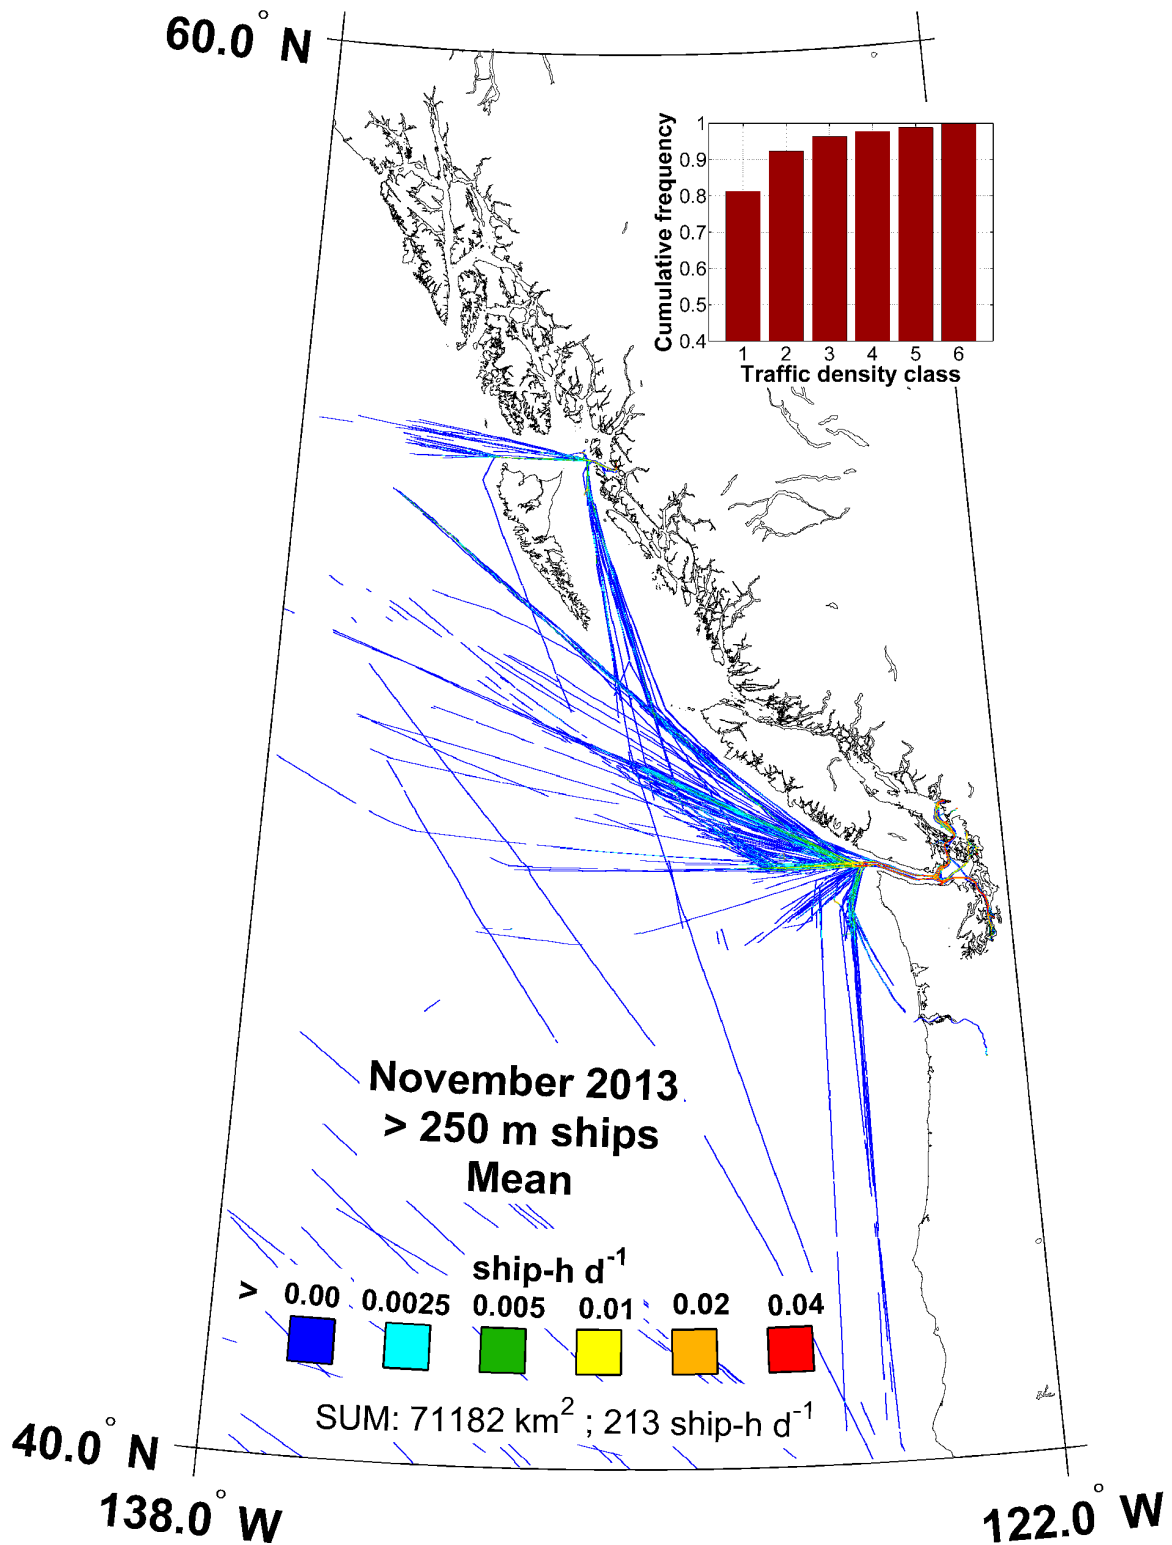 60.0° N
1
0.9
0.8
0.7
0.6
0.5
0.4
Cumulative frequency
1 2 3 4 5 6
Traffic density class
November 2013
> 250 m ships
Mean
ship-h d⁻¹
> 0.00 0.0025 0.005 0.01 0.02 0.04
SUM: 71182 km² ; 213 ship-h d⁻¹
40.0° N
138.0° W
122.0° W